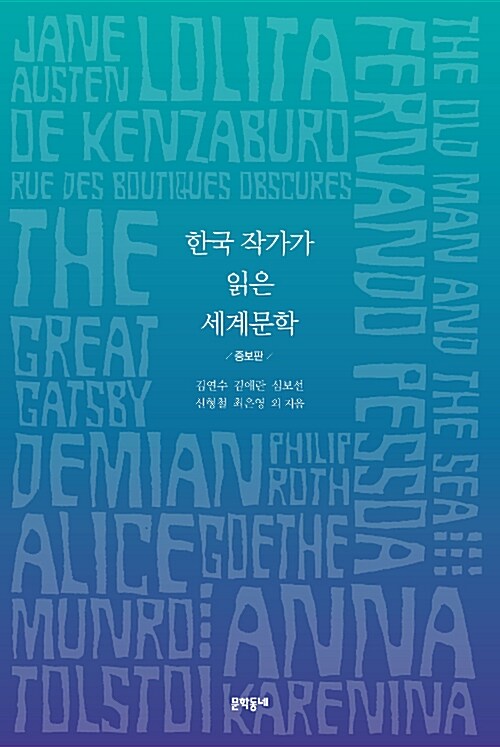 JANE
AUSTEN
LOLITA
OE KENZABURO
RUE DES BOUTIQUES OBSCURES
THE
GREAT
GATSBY
FERNANDO PESSOA
THE OLD MAN AND THE SEA :::
한국 작가가
읽은
세계문학
/ 증보판 /
김연수 김애란 심보선
신형철 최은영 외 지음
DEMIAN
PHILIP
ROTH
ALICE
MUNRO:::
GOETHE
TOLSTOI
ANNA
KARENINA
문학동네